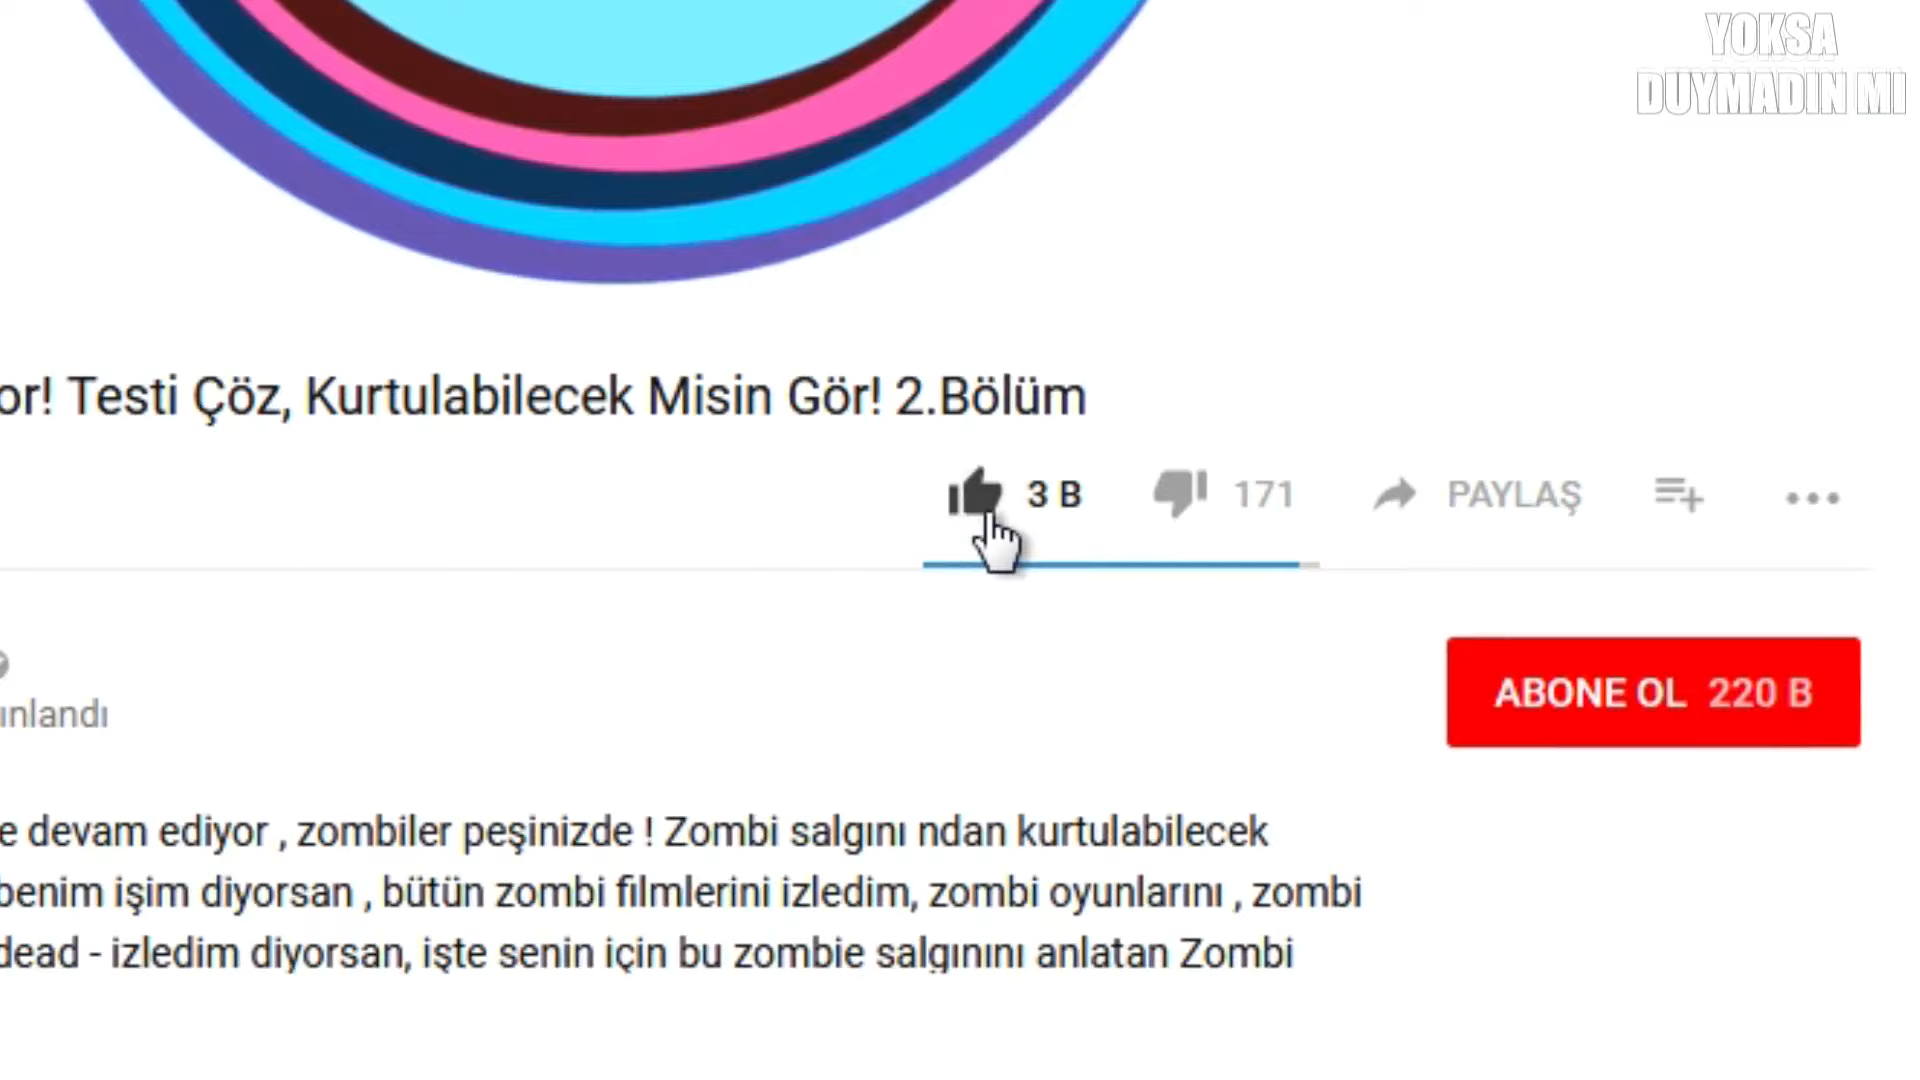 YOKSA
DUYMADIN MI
or! Testi Çöz, Kurtulabilecek Misin Gör! 2.Bölüm
3 B 171 PAYLAŞ
ABONE OL 220 B
ınlandı
e devam ediyor , zombiler peşinizde ! Zombi salgını ndan kurtulabilecek
benim işim diyorsan , bütün zombi filmlerini izledim, zombi oyunlarını , zombi
dead - izledim diyorsan, işte senin için bu zombie salgınını anlatan Zombi